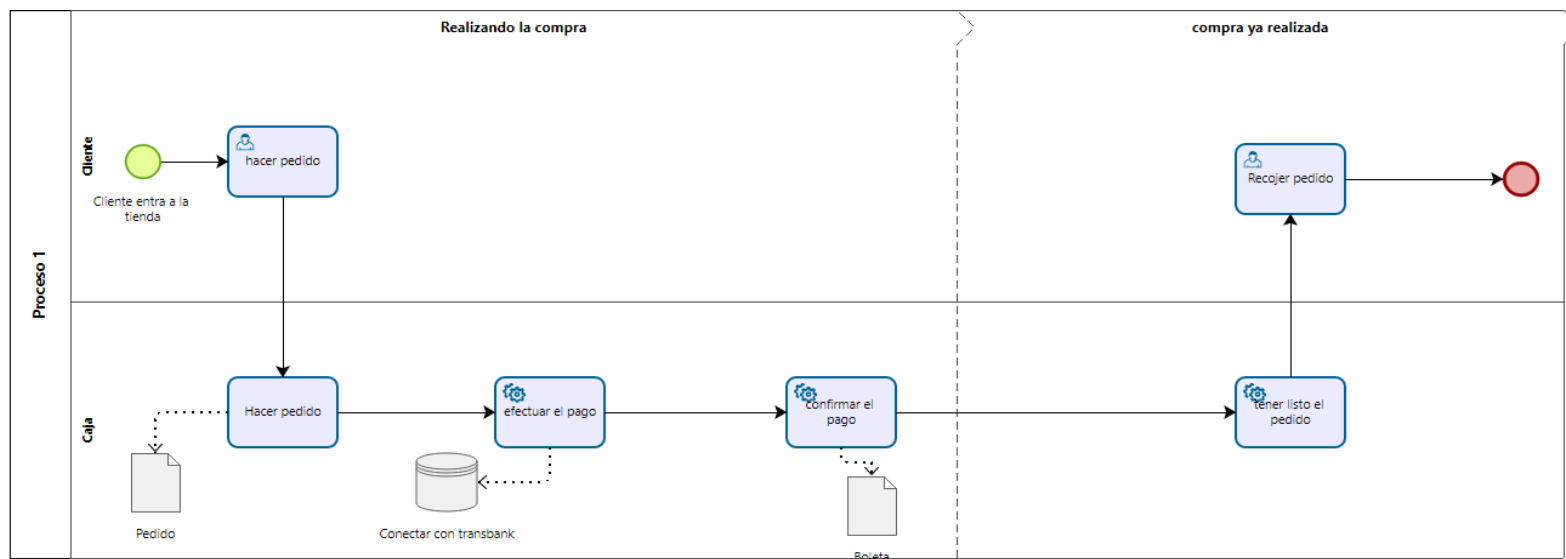 Realizando la compra
compra ya realizada
Proceso 1
Cliente
hacer pedido
Cliente entra a la
tienda
Recojer pedido
Caja
Hacer pedido
efectuar el pago
confirmar el
pago
tener listo el
pedido
Pedido
Conectar con transbank
Boleta